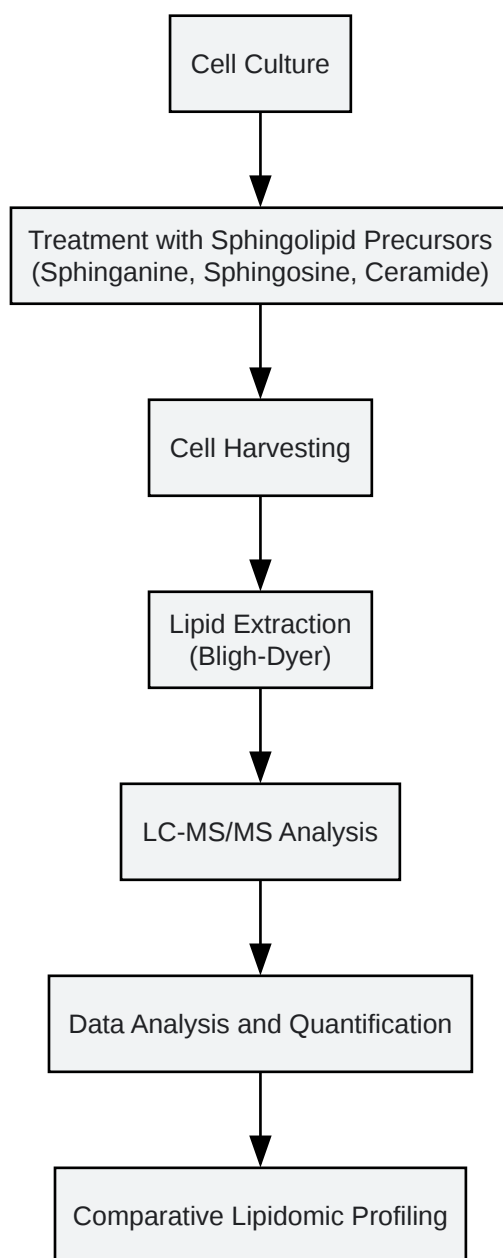 Cell Culture
Treatment with Sphingolipid Precursors
(Sphinganine, Sphingosine, Ceramide)
Cell Harvesting
Lipid Extraction
(Bligh-Dyer)
LC-MS/MS Analysis
Data Analysis and Quantification
Comparative Lipidomic Profiling